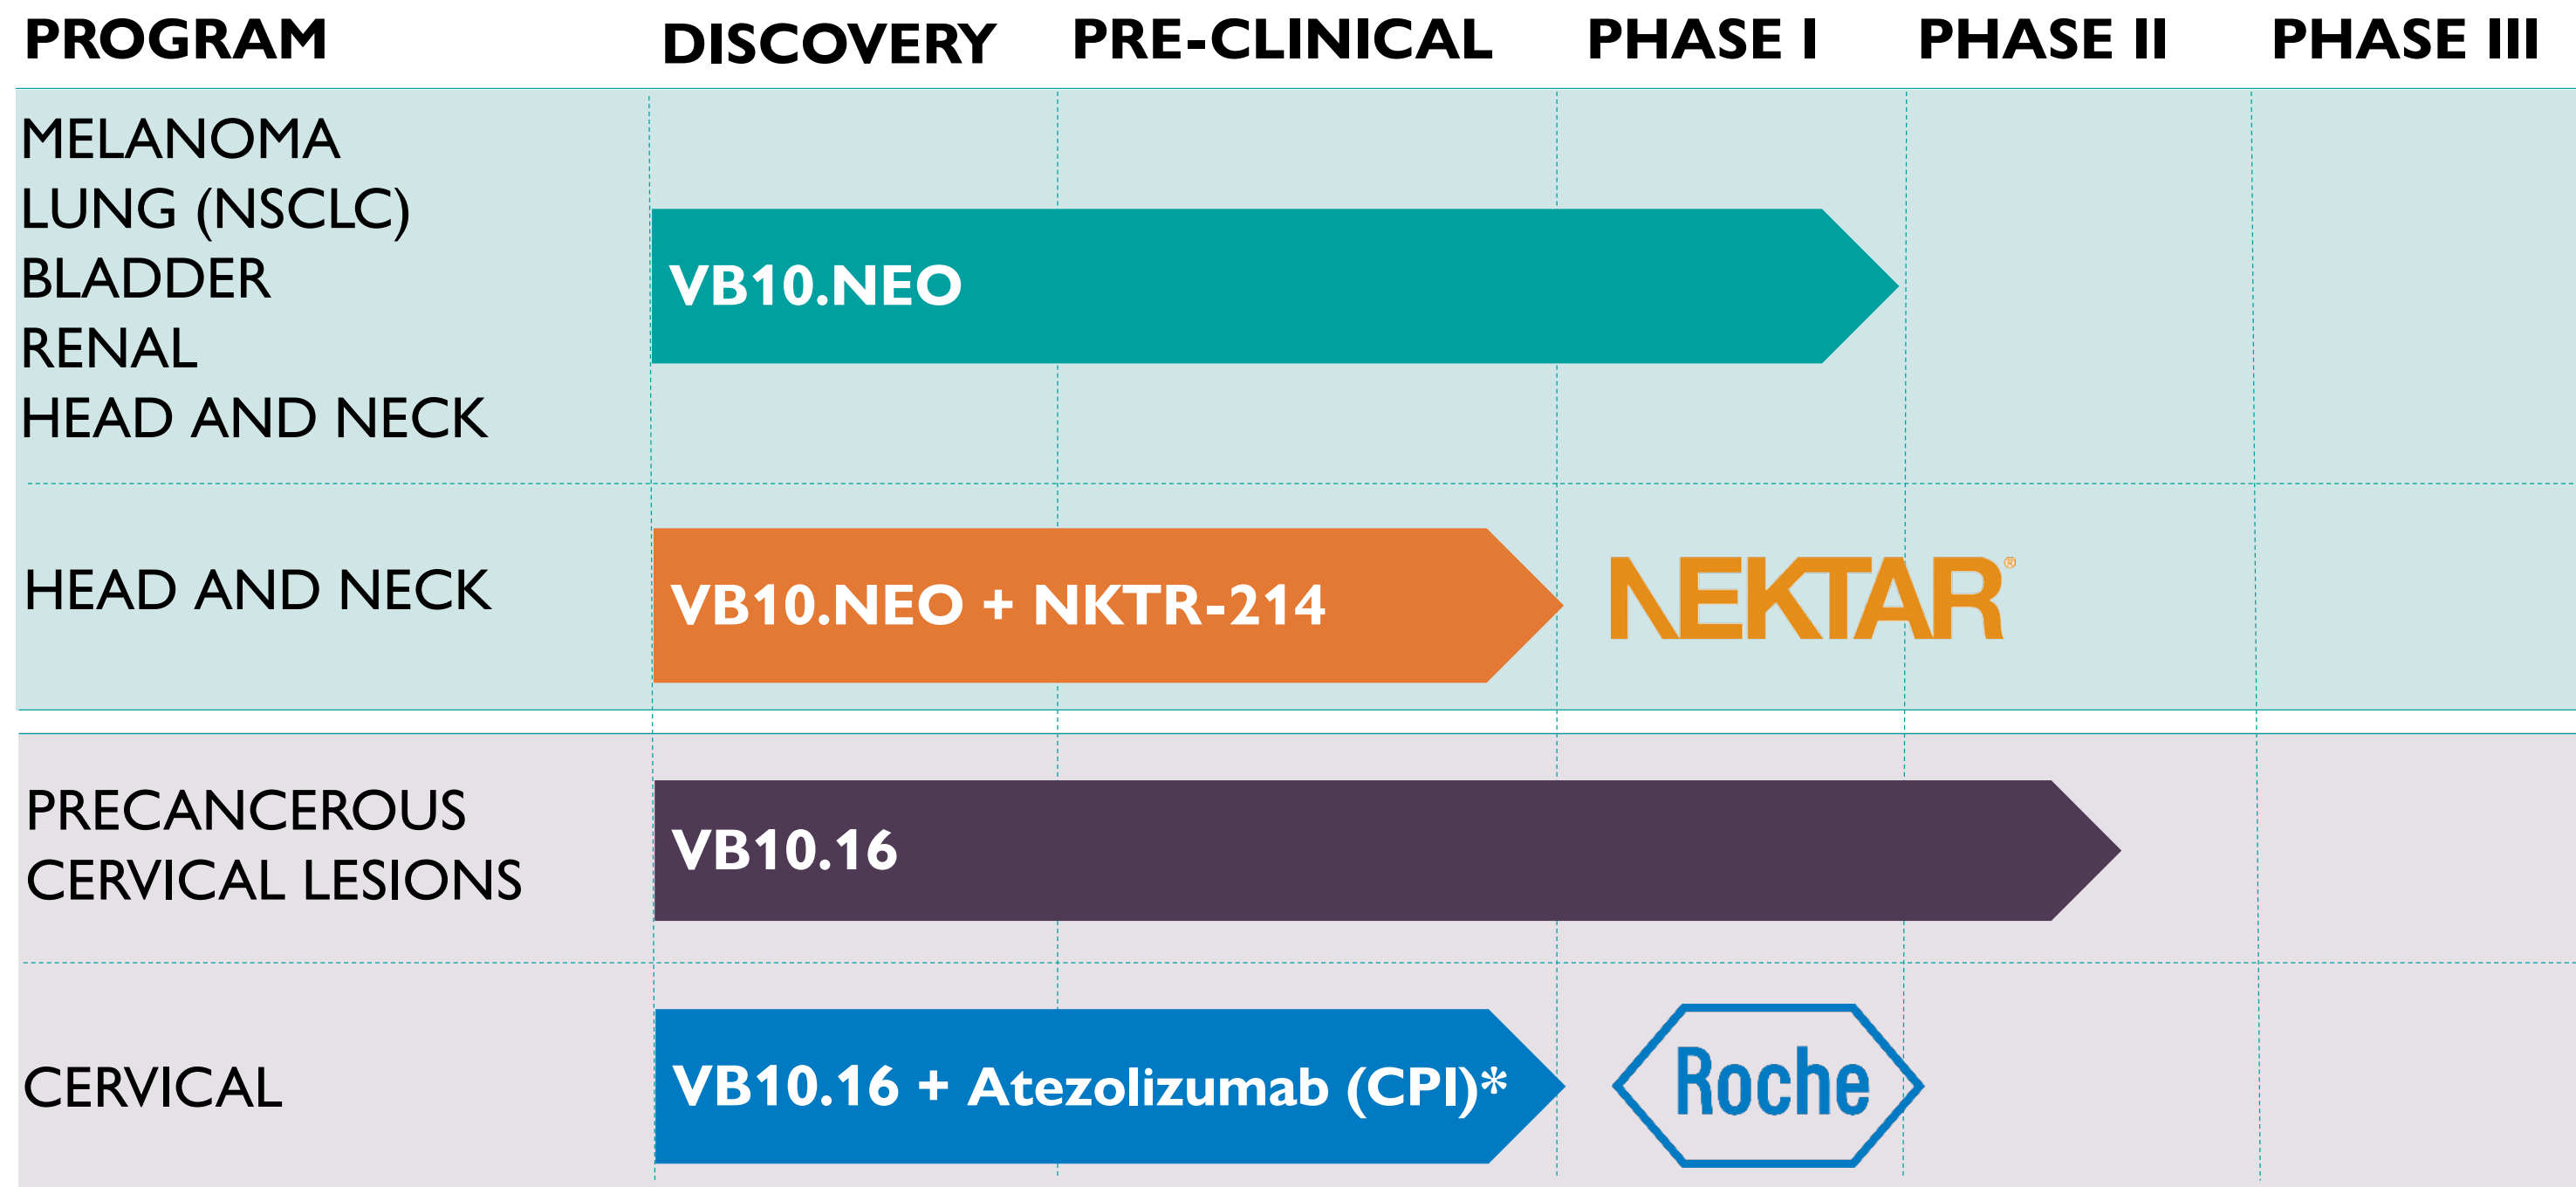 PROGRAM DISCOVERY PRE-CLINICAL PHASE I PHASE II PHASE III
MELANOMA
LUNG (NSCLC)
BLADDER
RENAL
HEAD AND NECK
VB10.NEO
HEAD AND NECK
VB10.NEO + NKTR-214
NEKTAR®
PRECANCEROUS
CERVICAL LESIONS
VB10.16
CERVICAL
VB10.16 + Atezolizumab (CPI)*
Roche